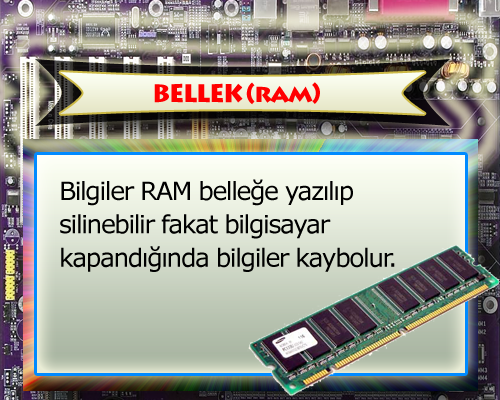 BELLEK (RAM)
Bilgiler RAM belleğe yazılıp
silinebilir fakat bilgisayar
kapandığında bilgiler kaybolur.